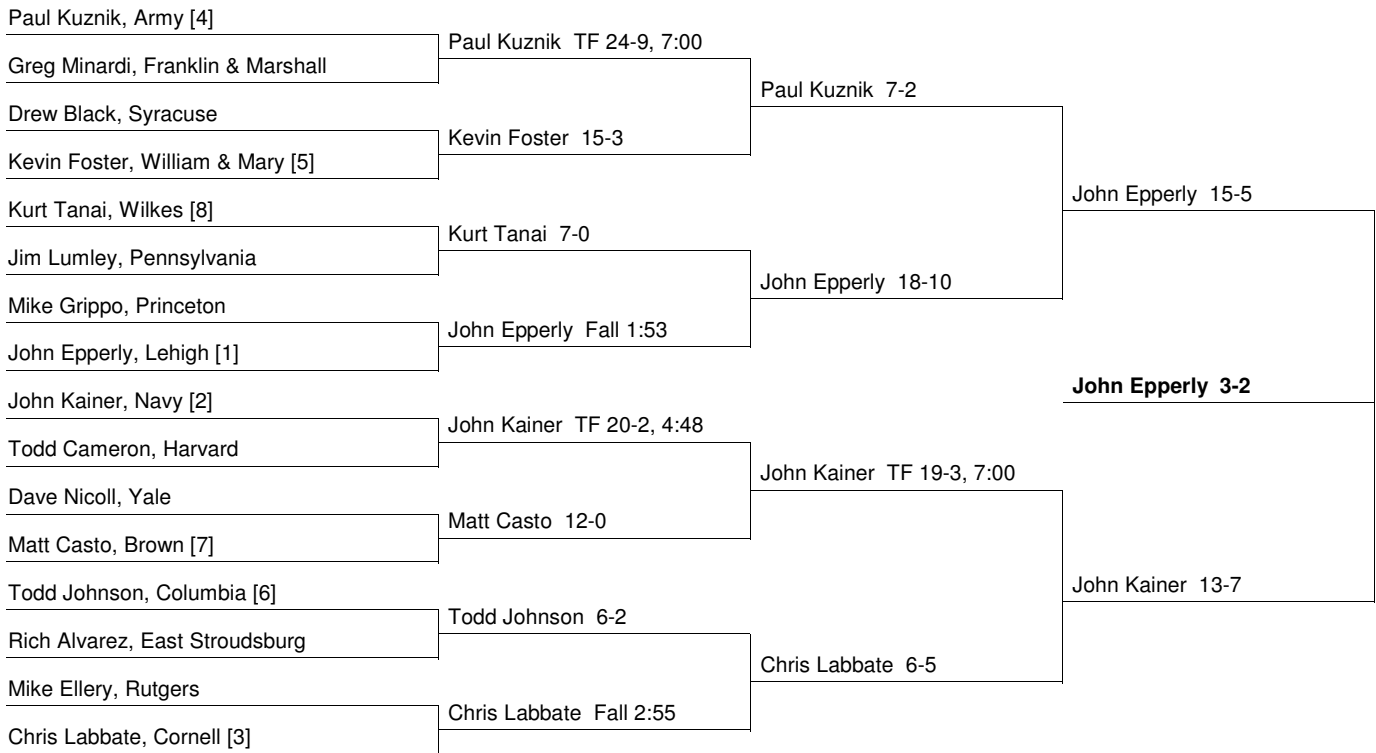 Paul Kuznik, Army [4]
Greg Minardi, Franklin & Marshall
Drew Black, Syracuse
Kevin Foster, William & Mary [5]
Kurt Tanai, Wilkes [8]
Jim Lumley, Pennsylvania
Mike Grippo, Princeton
John Epperly, Lehigh [1]
John Kainer, Navy [2]
Todd Cameron, Harvard
Dave Nicoll, Yale
Matt Casto, Brown [7]
Todd Johnson, Columbia [6]
Rich Alvarez, East Stroudsburg
Mike Ellery, Rutgers
Chris Labbate, Cornell [3]
Paul Kuznik TF 24-9, 7:00
Kevin Foster 15-3
Kurt Tanai 7-0
John Epperly Fall 1:53
John Kainer TF 20-2, 4:48
Matt Casto 12-0
Todd Johnson 6-2
Chris Labbate Fall 2:55
Paul Kuznik 7-2
John Epperly 18-10
John Kainer TF 19-3, 7:00
Chris Labbate 6-5
John Epperly 15-5
John Kainer 13-7
John Epperly 3-2